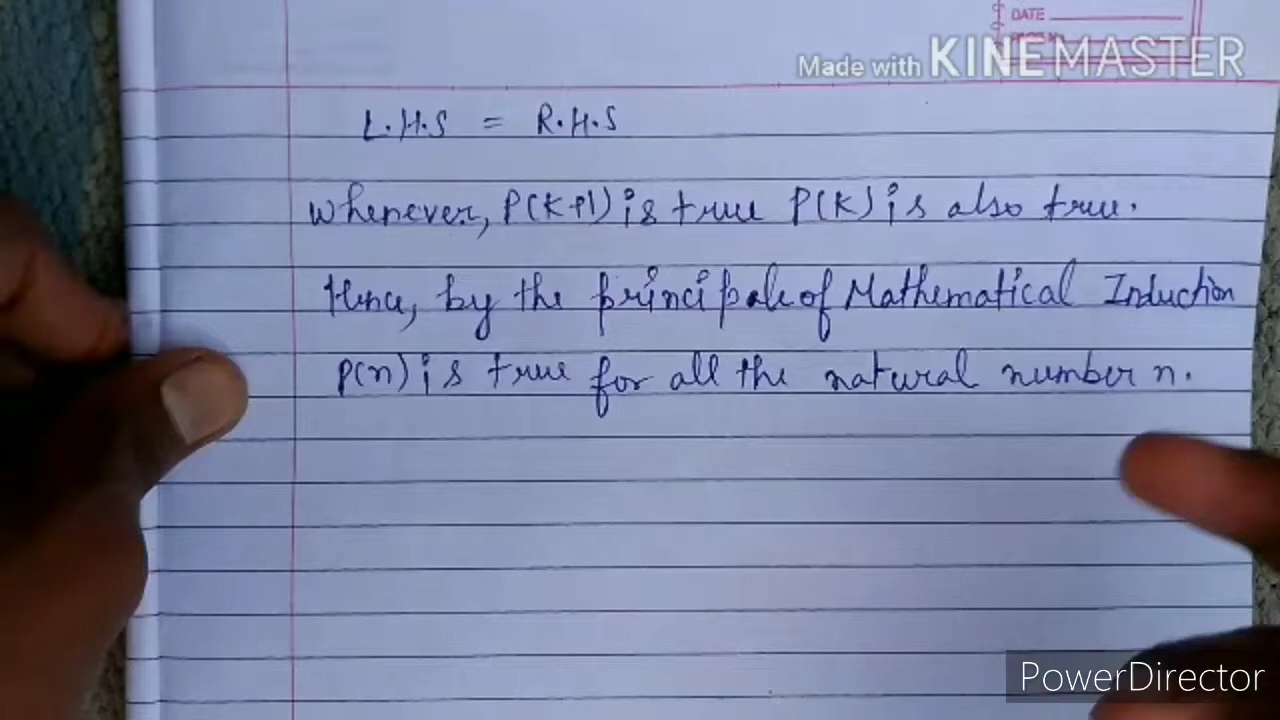 DATE
Made with KINEMASTER
L.H.S = R.H.S
Whenever, P(K+1) is true P(K) is also true.
Hence, by the principale of Mathematical Induction
P(n) is true for all the natural number n.
PowerDirector